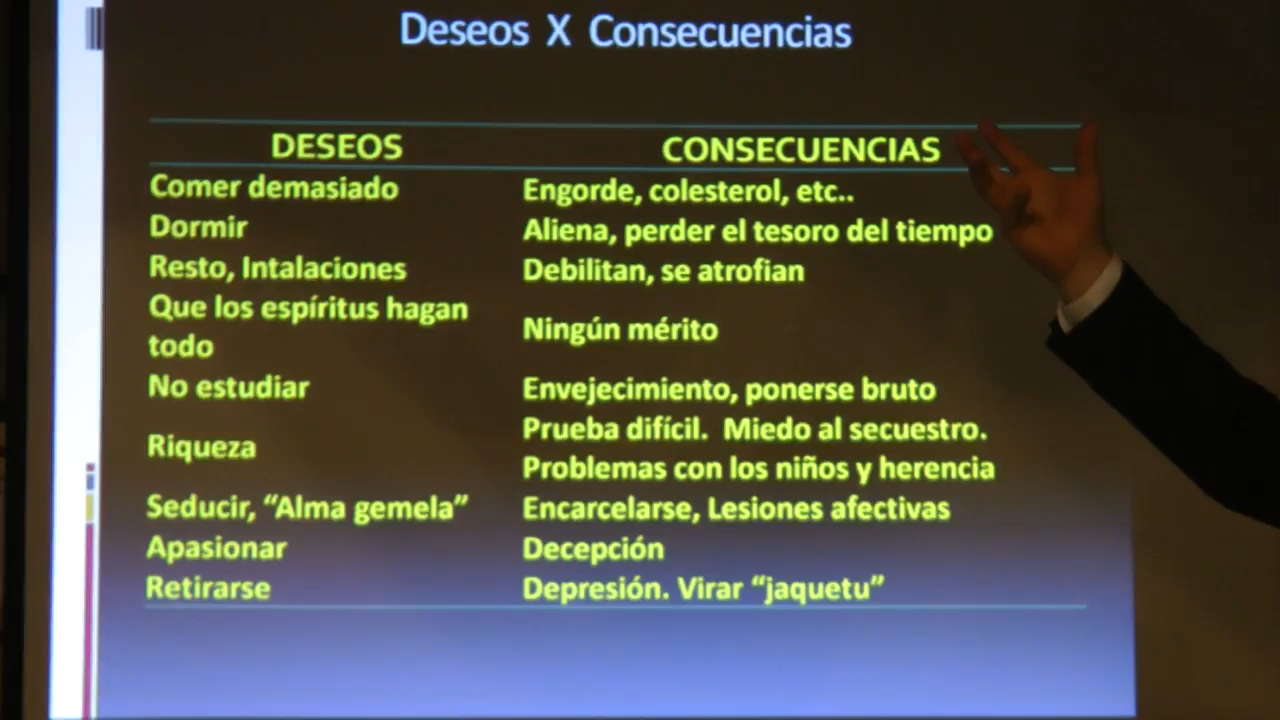 Deseos X Consecuencias
DESEOS CONSECUENCIAS
Comer demasiado Engorde, colesterol, etc..
Dormir Aliena, perder el tesoro del tiempo
Resto, Intalaciones Debilitan, se atrofian
Que los espíritus hagan
todo
Ningún mérito
No estudiar Envejecimiento, ponerse bruto
Riqueza
Prueba difícil. Miedo al secuestro.
Problemas con los niños y herencia
Seducir, “Alma gemela” Encarcelarse, Lesiones afectivas
Apasionar Decepción
Retirarse Depresión. Virar “jaquetu”